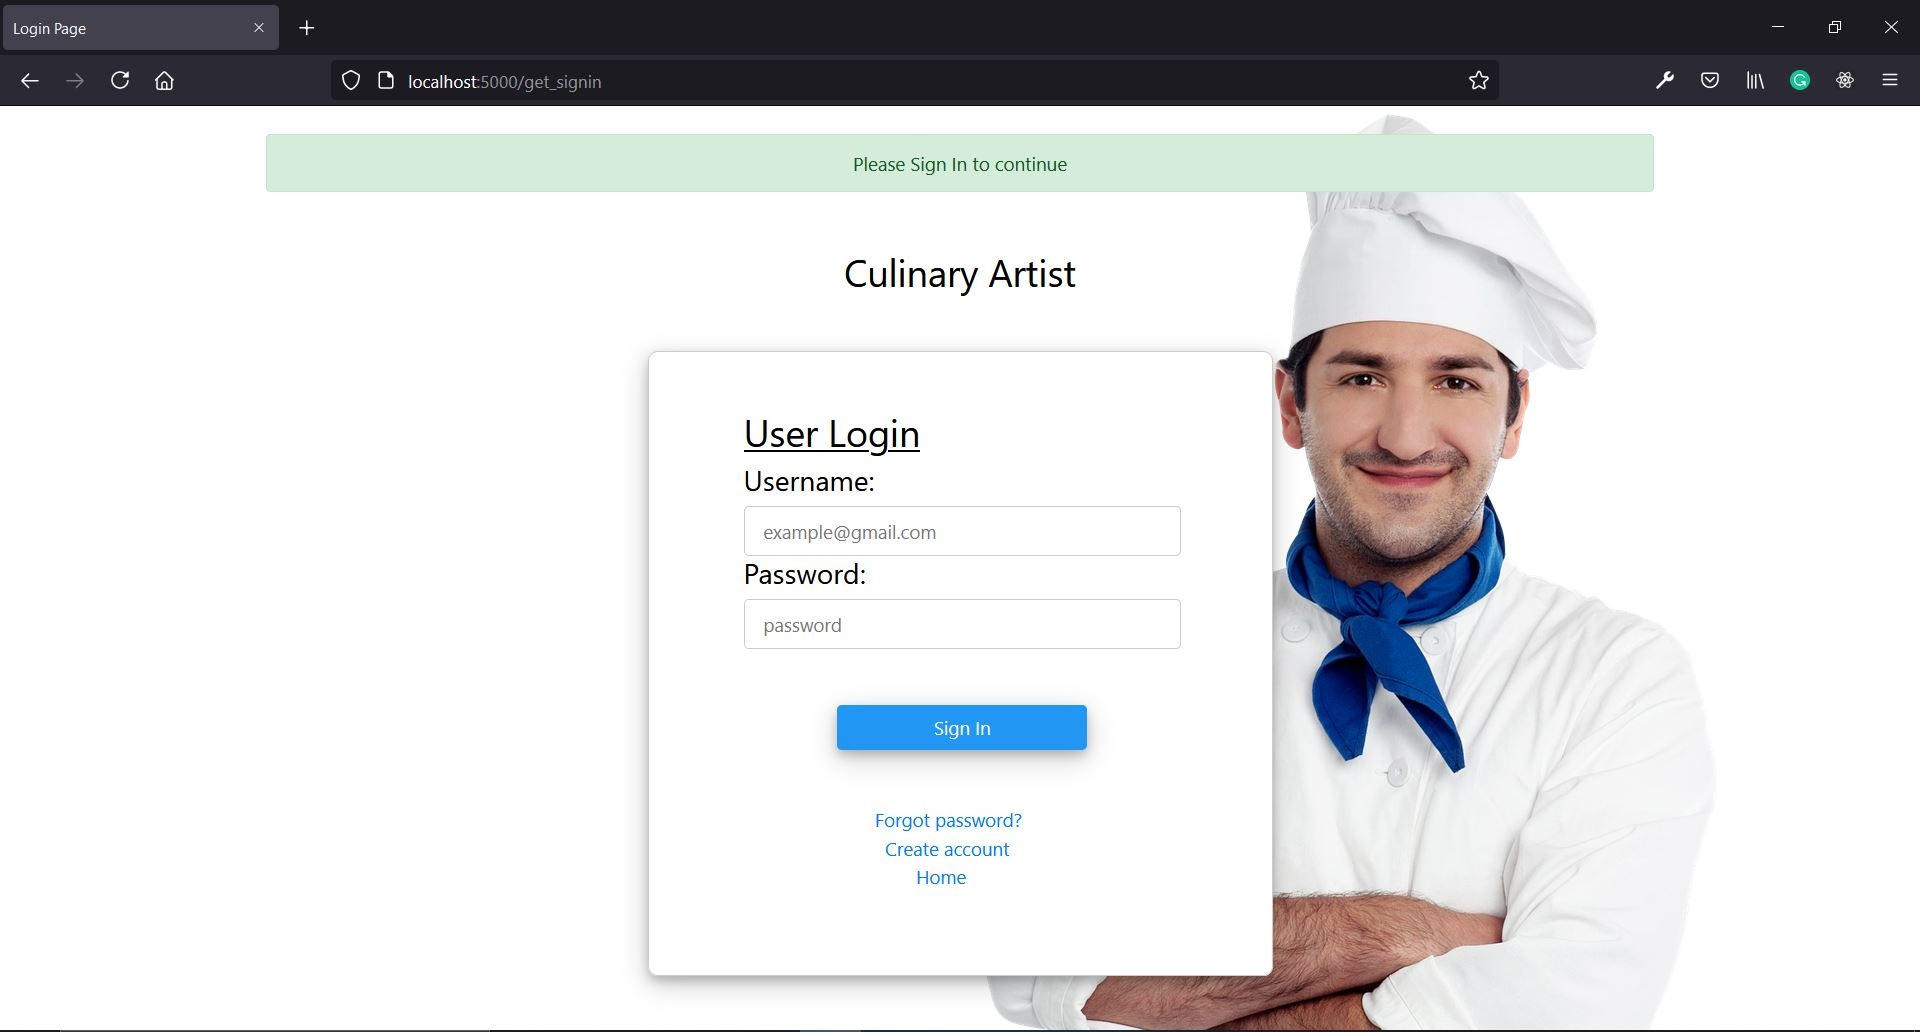 Login Page
localhost:5000/get_signin
Please Sign In to continue
Culinary Artist
User Login
Username:
example@gmail.com
Password:
password
Sign In
Forgot password?
Create account
Home